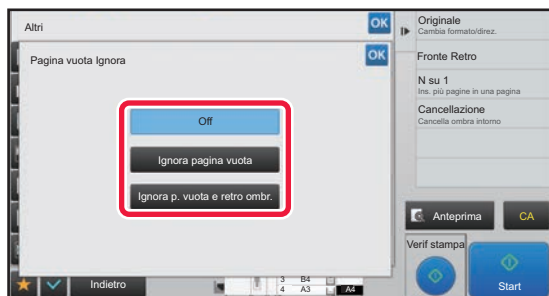 Altri
OK
Pagina vuota Ignora
OK
Off
Ignora pagina vuota
Ignora p. vuota e retro ombr.
Indietro
3 B4
4 A3
A4
Originale
Cambia formato/direz.
Fronte Retro
N su 1
Ins. più pagine in una pagina
Cancellazione
Cancella ombra intorno
Anteprima
CA
Verif stampa
Start